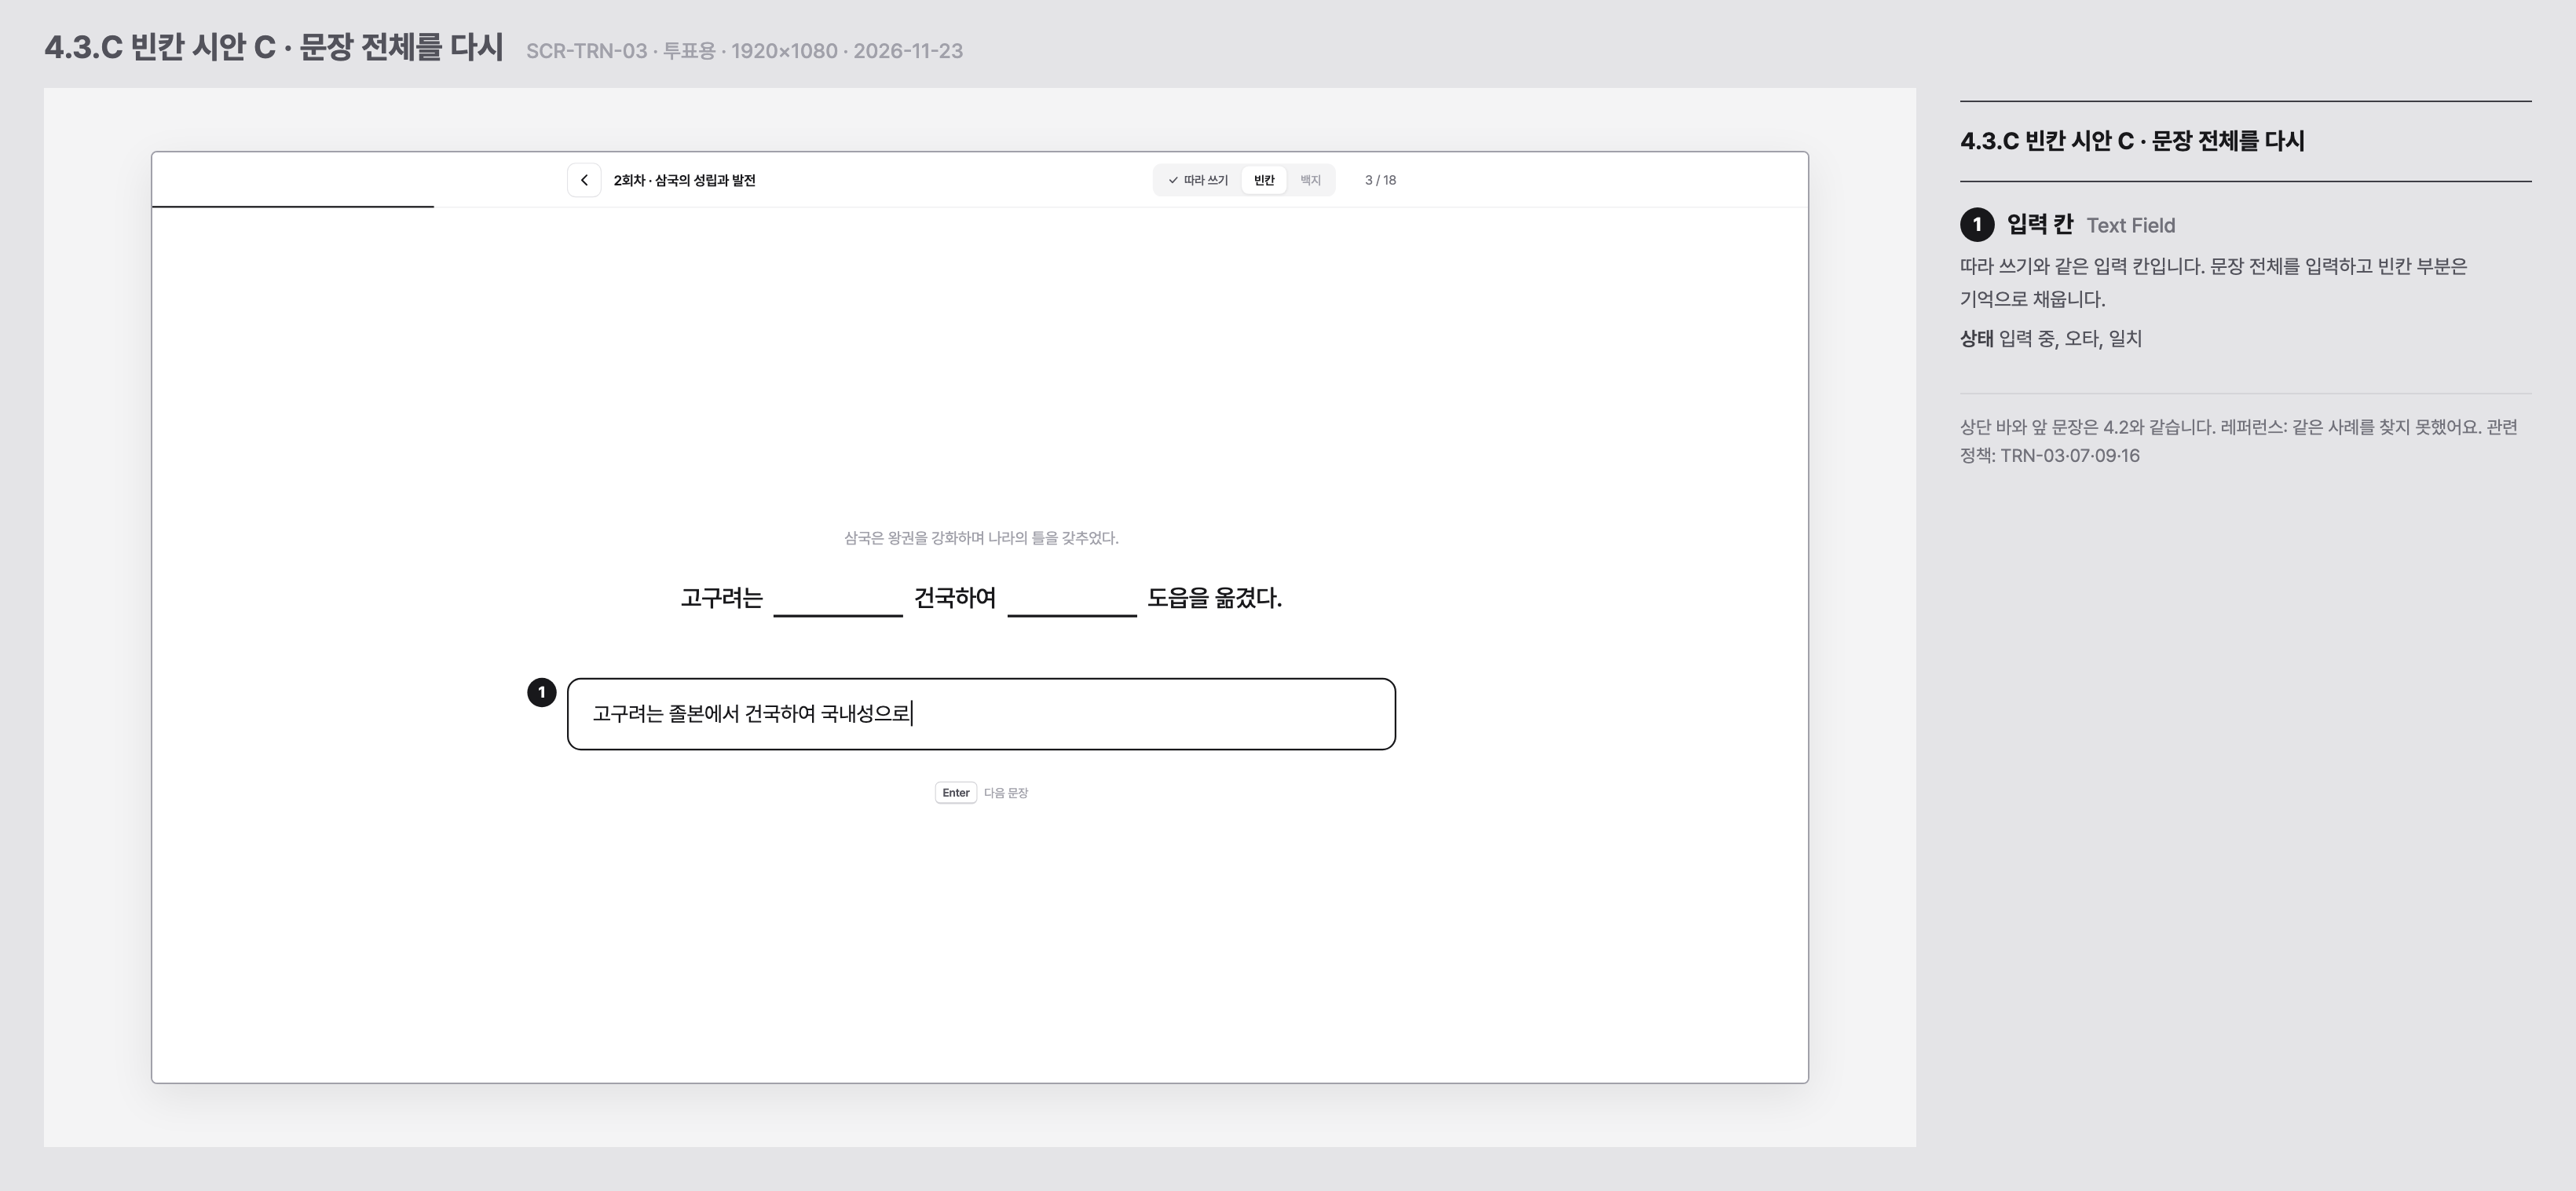 4.3.C 빈칸 시안 C · 문장 전체를 다시 SCR-TRN-03 · 투표용 · 1920×1080 · 2026-11-23
2회차 · 삼국의 성립과 발전
따라 쓰기 빈칸 백지 3 / 18
삼국은 왕권을 강화하며 나라의 틀을 갖추었다.
고구려는 ________ 건국하여 ________ 도읍을 옮겼다.
1
고구려는 졸본에서 건국하여 국내성으로
Enter 다음 문장
4.3.C 빈칸 시안 C · 문장 전체를 다시
1 입력 칸 Text Field
따라 쓰기와 같은 입력 칸입니다. 문장 전체를 입력하고 빈칸 부분은
기억으로 채웁니다.
상태 입력 중, 오타, 일치
상단 바와 앞 문장은 4.2와 같습니다. 레퍼런스: 같은 사례를 찾지 못했어요. 관련
정책: TRN-03·07·09·16